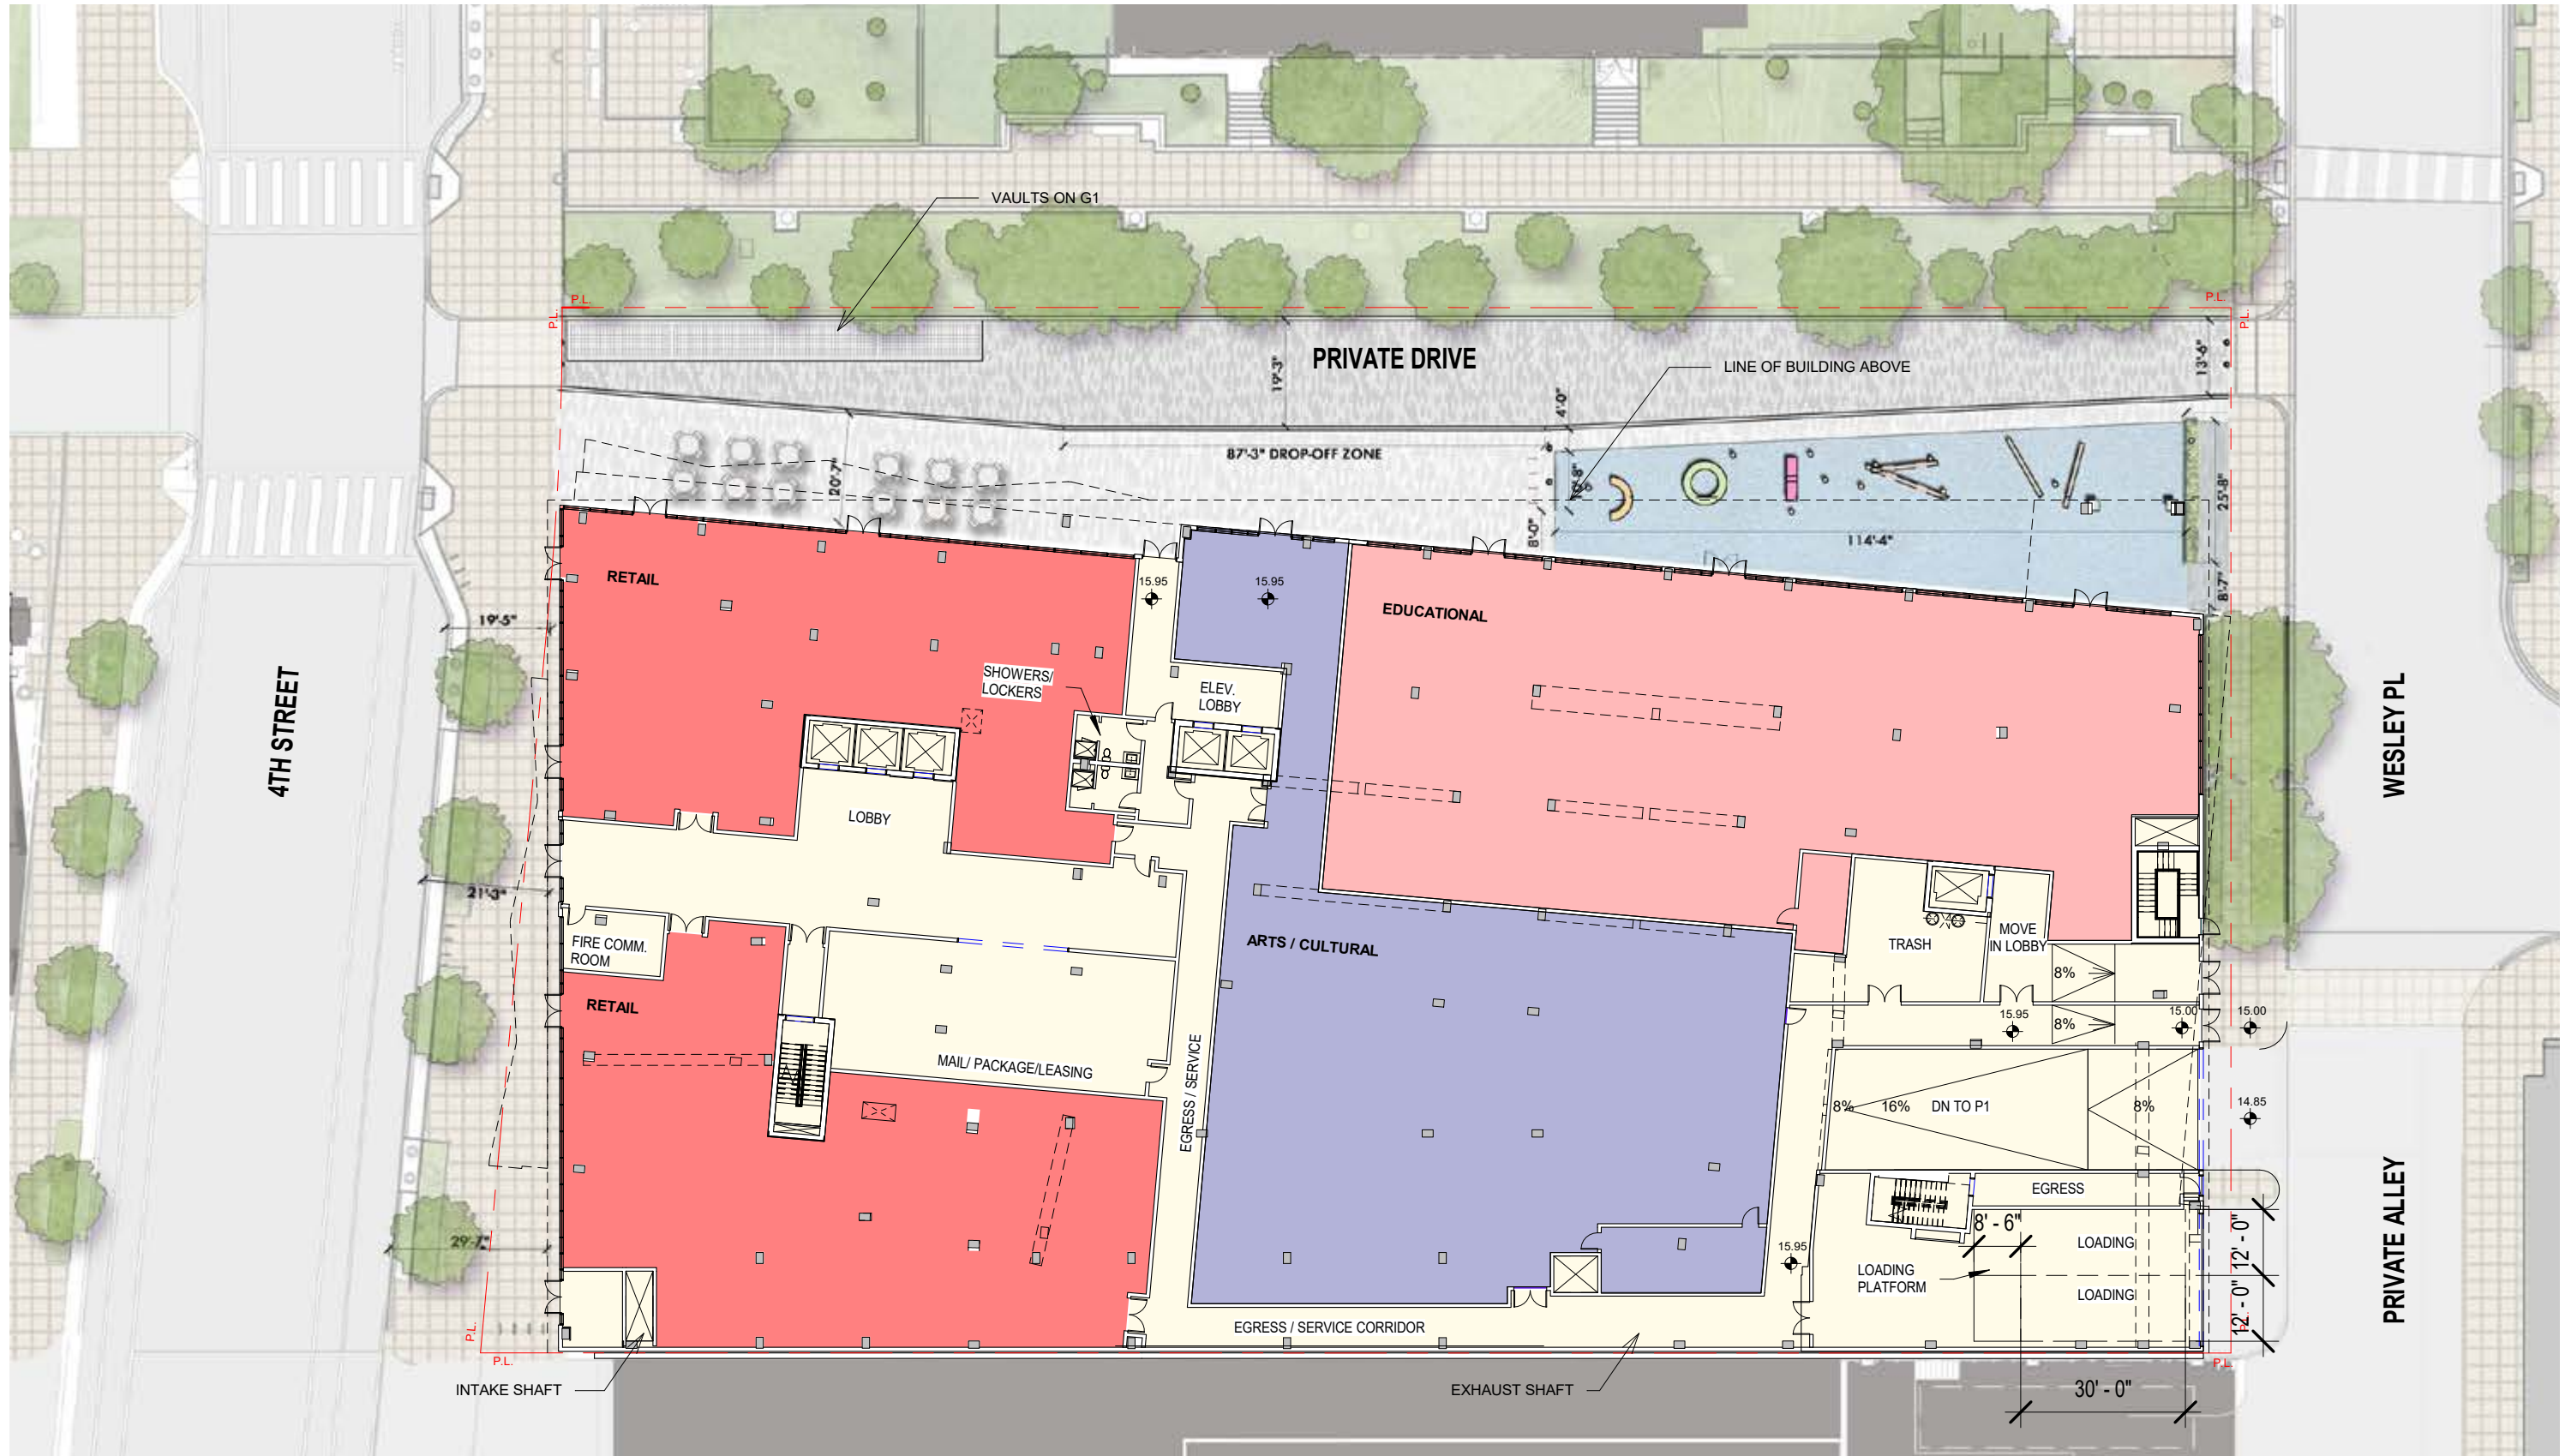 VAULTS ON G1
P.L.
P.L.
P.L.
P.L.
PRIVATE DRIVE
LINE OF BUILDING ABOVE
19'-3"
13'-6"
4'-0"
87'-3" DROP-OFF ZONE
20'-7"
25'-8"
8'-0"
114'-4"
8'-7"
RETAIL
15.95
15.95
EDUCATIONAL
19'-5"
SHOWERS/
LOCKERS
ELEV.
LOBBY
4TH STREET
WESLEY PL
LOBBY
21'-3"
FIRE COMM.
ROOM
ARTS / CULTURAL
TRASH
MOVE
IN LOBBY
8%
RETAIL
15.95
8%
15.00
15.00
MAIL/ PACKAGE/LEASING
EGRESS / SERVICE
8%
16%
DN TO P1
8%
14.85
EGRESS
PRIVATE ALLEY
29'-7"
8' - 6"
12' - 0"
LOADING
15.95
LOADING
PLATFORM
LOADING
12' - 0"
EGRESS / SERVICE CORRIDOR
P.L.
P.L.
P.L.
P.L.
INTAKE SHAFT
EXHAUST SHAFT
30' - 0"